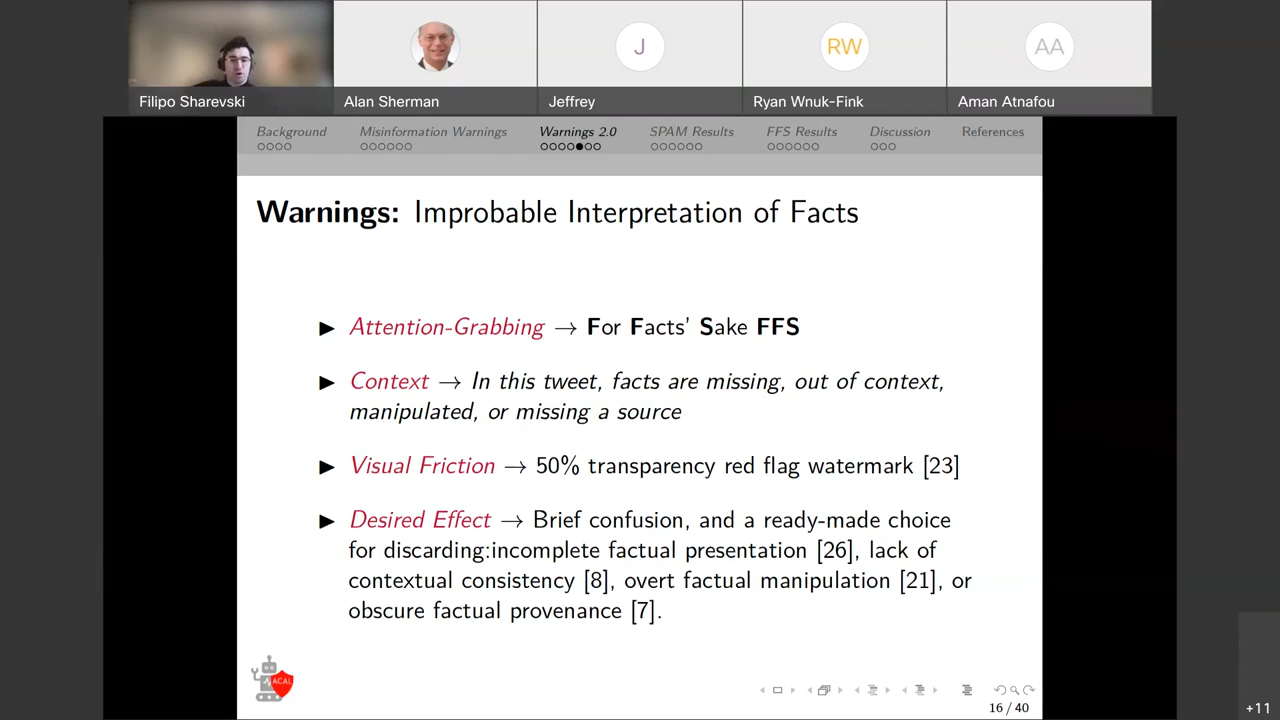 J
RW
AA
Filipo Sharevski
Alan Sherman
Jeffrey
Ryan Wnuk-Fink
Aman Atnafou
Background
Misinformation Warnings
Warnings 2.0
SPAM Results
FFS Results
Discussion
References
Warnings: Improbable Interpretation of Facts
▶ Attention-Grabbing → For Facts' Sake FFS
▶ Context → In this tweet, facts are missing, out of context,
manipulated, or missing a source
▶ Visual Friction → 50% transparency red flag watermark [23]
▶ Desired Effect → Brief confusion, and a ready-made choice
for discarding:incomplete factual presentation [26], lack of
contextual consistency [8], overt factual manipulation [21], or
obscure factual provenance [7].
ACAL
16 / 40
+11